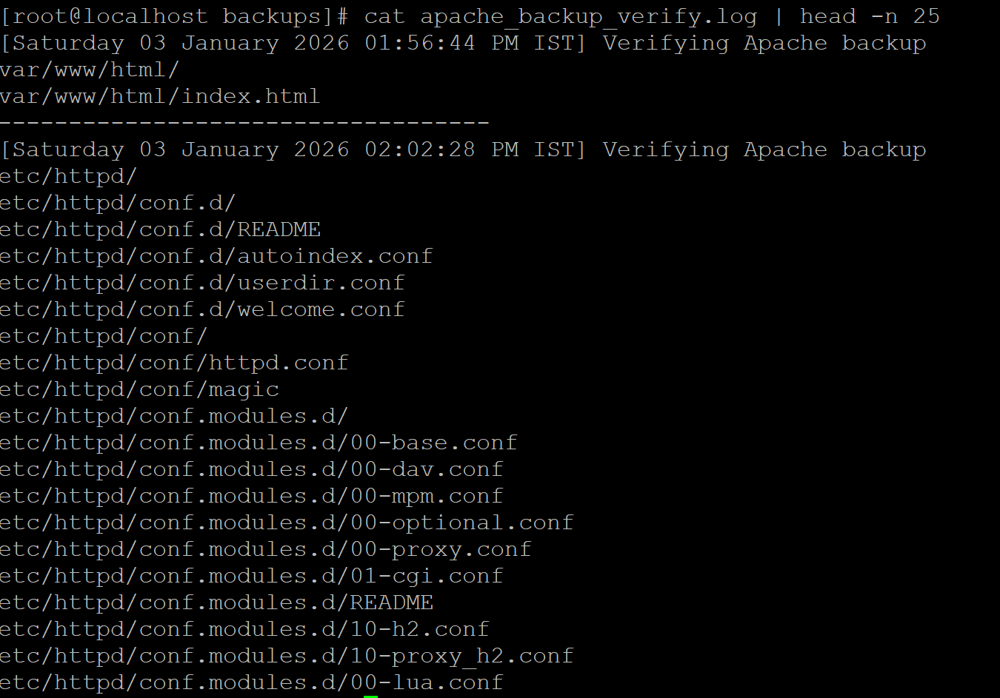 [root@localhost backups]# cat apache_backup_verify.log | head -n 25
[Saturday 03 January 2026 01:56:44 PM IST] Verifying Apache backup
var/www/html/
var/www/html/index.html
-----------------------------------
[Saturday 03 January 2026 02:02:28 PM IST] Verifying Apache backup
etc/httpd/
etc/httpd/conf.d/
etc/httpd/conf.d/README
etc/httpd/conf.d/autoindex.conf
etc/httpd/conf.d/userdir.conf
etc/httpd/conf.d/welcome.conf
etc/httpd/conf/
etc/httpd/conf/httpd.conf
etc/httpd/conf/magic
etc/httpd/conf.modules.d/
etc/httpd/conf.modules.d/00-base.conf
etc/httpd/conf.modules.d/00-dav.conf
etc/httpd/conf.modules.d/00-mpm.conf
etc/httpd/conf.modules.d/00-optional.conf
etc/httpd/conf.modules.d/00-proxy.conf
etc/httpd/conf.modules.d/01-cgi.conf
etc/httpd/conf.modules.d/README
etc/httpd/conf.modules.d/10-h2.conf
etc/httpd/conf.modules.d/10-proxy_h2.conf
etc/httpd/conf.modules.d/00-lua.conf